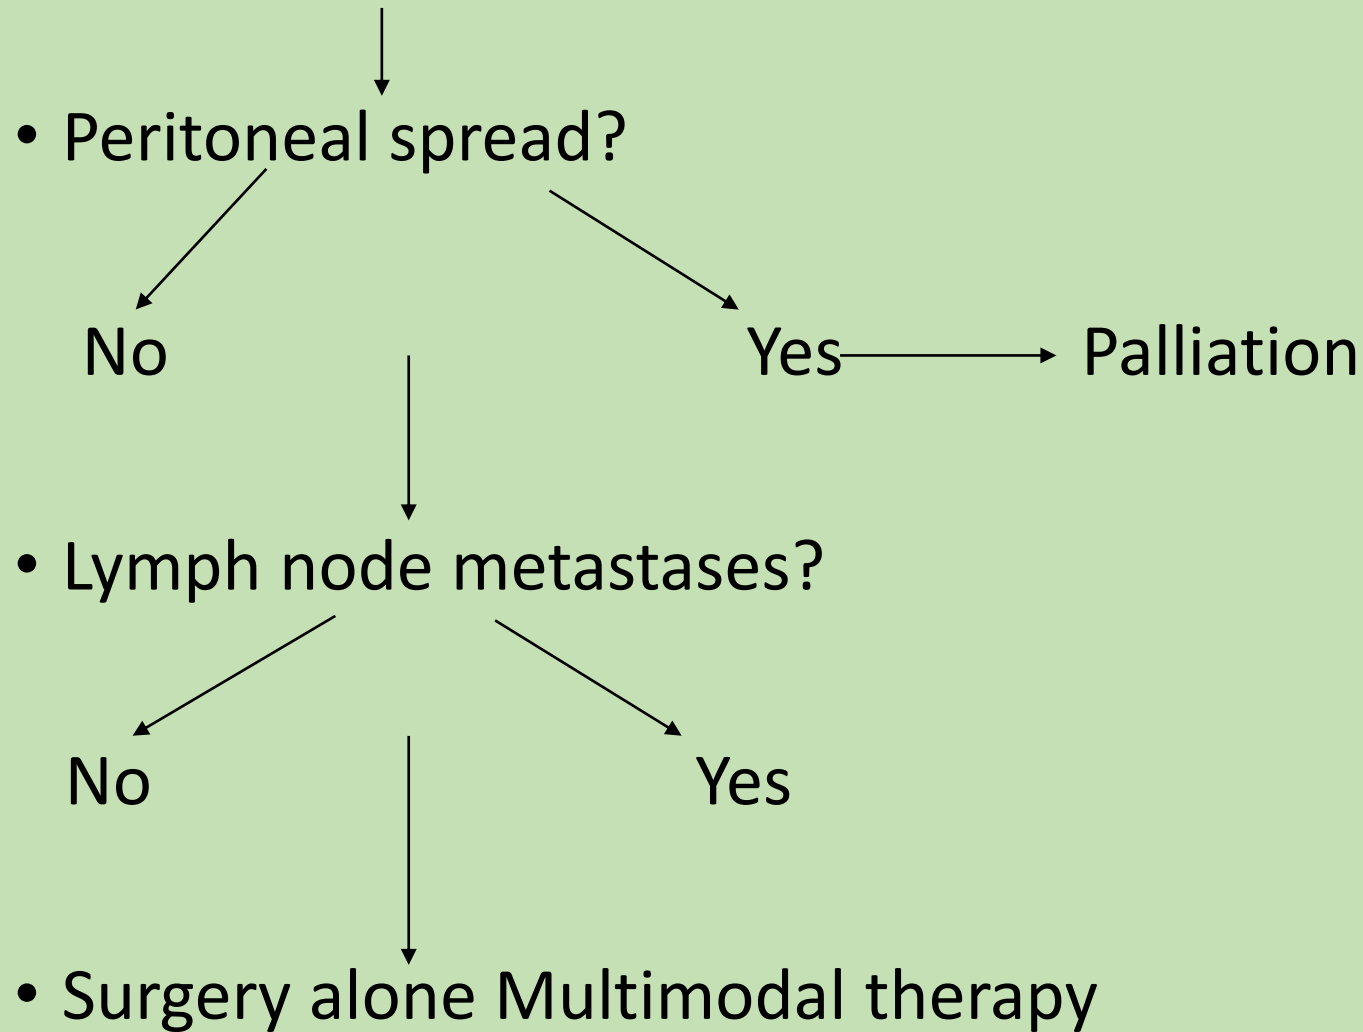 • Peritoneal spread?
No Yes Palliation
• Lymph node metastases?
No Yes
• Surgery alone Multimodal therapy